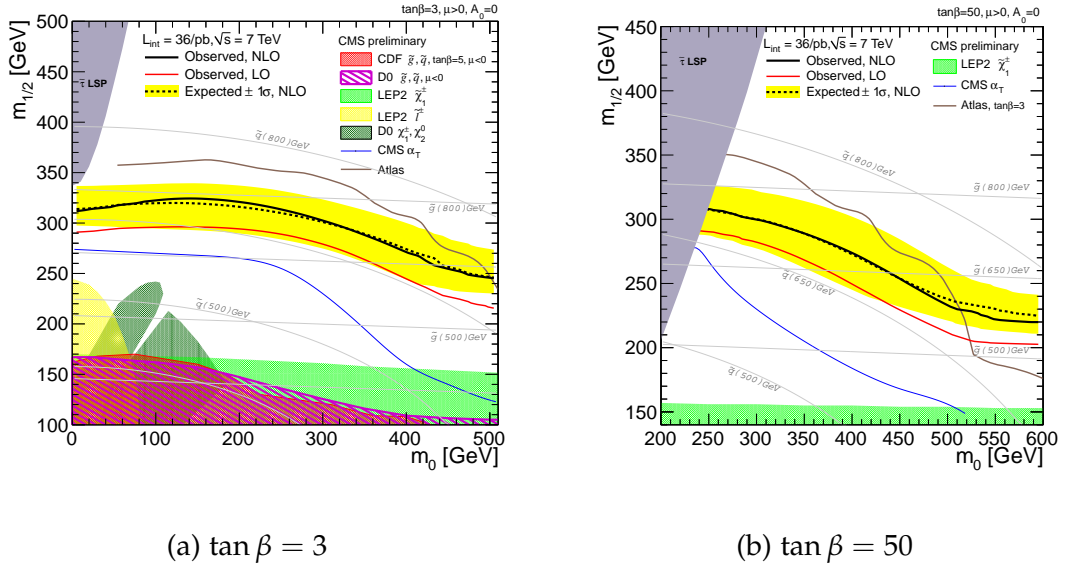 tanβ=3, μ>0, A₀=0
L_int = 36/pb, √s = 7 TeV
Observed, NLO
Observed, LO
Expected ± 1σ, NLO
CMS preliminary
CDF g̃, q̃, tanβ=5, μ<0
D0 g̃, q̃, μ<0
LEP2 χ̃₁±
LEP2 l̃±
D0 χ₁±, χ₂⁰
CMS α_T
Atlas
τ̃ LSP
q̃(800)GeV
g̃(800)GeV
q̃(500)GeV
g̃(500)GeV
m₁/₂ [GeV]
500
450
400
350
300
250
200
150
100
0 100 200 300 400 500
m₀ [GeV]
(a) tan β = 3
tanβ=50, μ>0, A₀=0
L_int = 36/pb, √s = 7 TeV
Observed, NLO
Observed, LO
Expected ± 1σ, NLO
CMS preliminary
LEP2 χ̃₁±
CMS α_T
Atlas, tanβ=3
τ̃ LSP
q̃(800)GeV
g̃(800)GeV
g̃(650)GeV
q̃(650)GeV
g̃(500)GeV
q̃(500)GeV
m₁/₂ [GeV]
450
400
350
300
250
200
150
200 250 300 350 400 450 500 550 600
m₀ [GeV]
(b) tan β = 50